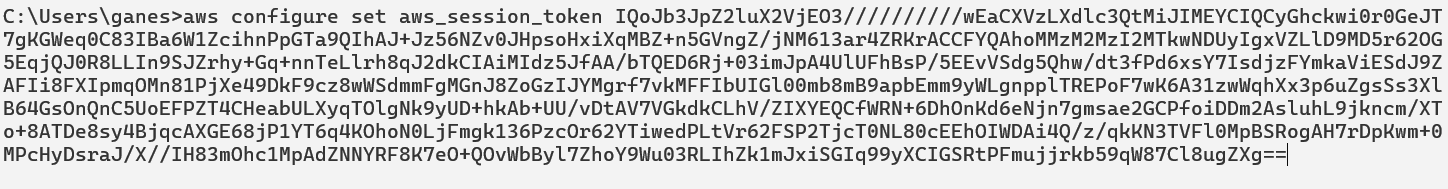 C:\Users\ganes>aws configure set aws_session_token IQoJb3JpZ2luX2VjEO3//////////wEaCXVzLXdlc3QtMiJIMEYCIQCyGhckwi0r0GeJT
7gKGWeq0C83IBa6W1ZcihnPpGTa9QIhAJ+Jz56NZv0JHpsoHxiXqMBZ+n5GVngZ/jNM613ar4ZRKrACCFYQAhoMMzM2MzI2MTkwNDUyIgxVZLlD9MD5r62OG
5EqjQJ0R8LLIn9SJZrhy+Gq+nnTeLlrh8qJ2dkCIAiMIdz5JfAA/bTQED6Rj+03imJpA4UlUFhBsP/5EEvVSdg5Qhw/dt3fPd6xsY7IsdjzFYmkaViESdJ9Z
AFIi8FXIpmqOMn81PjXe49DkF9cz8wWSdmmFgMGnJ8ZoGzIJYMgrf7vkMFFIbUIGl00mb8mB9apbEmm9yWLgnpplTREPoF7wK6A31zwWqhXx3p6uZgsSs3Xl
B64GsOnQnC5UoEFPZT4CHeabULXyqTOlgNk9yUD+hkAb+UU/vDtAV7VGkdkCLhV/ZIXYEQCfWRN+6DhOnKd6eNjn7gmsae2GCPfoiDDm2AsluhL9jkncm/XT
o+8ATDe8sy4BjqcAXGE68jP1YT6q4KOhoN0LjFmgk136PzcOr62YTiwedPLtVr62FSP2TjcT0NL80cEEhOIWDAi4Q/z/qkKN3TVFl0MpBSRogAH7rDpKwm+0
MPcHyDsraJ/X//IH83mOhc1MpAdZNNYRF8K7eO+QOvWbByl7ZhoY9Wu03RLIhZk1mJxiSGIq99yXCIGSRtPFmujjrkb59qW87Cl8ugZXg==